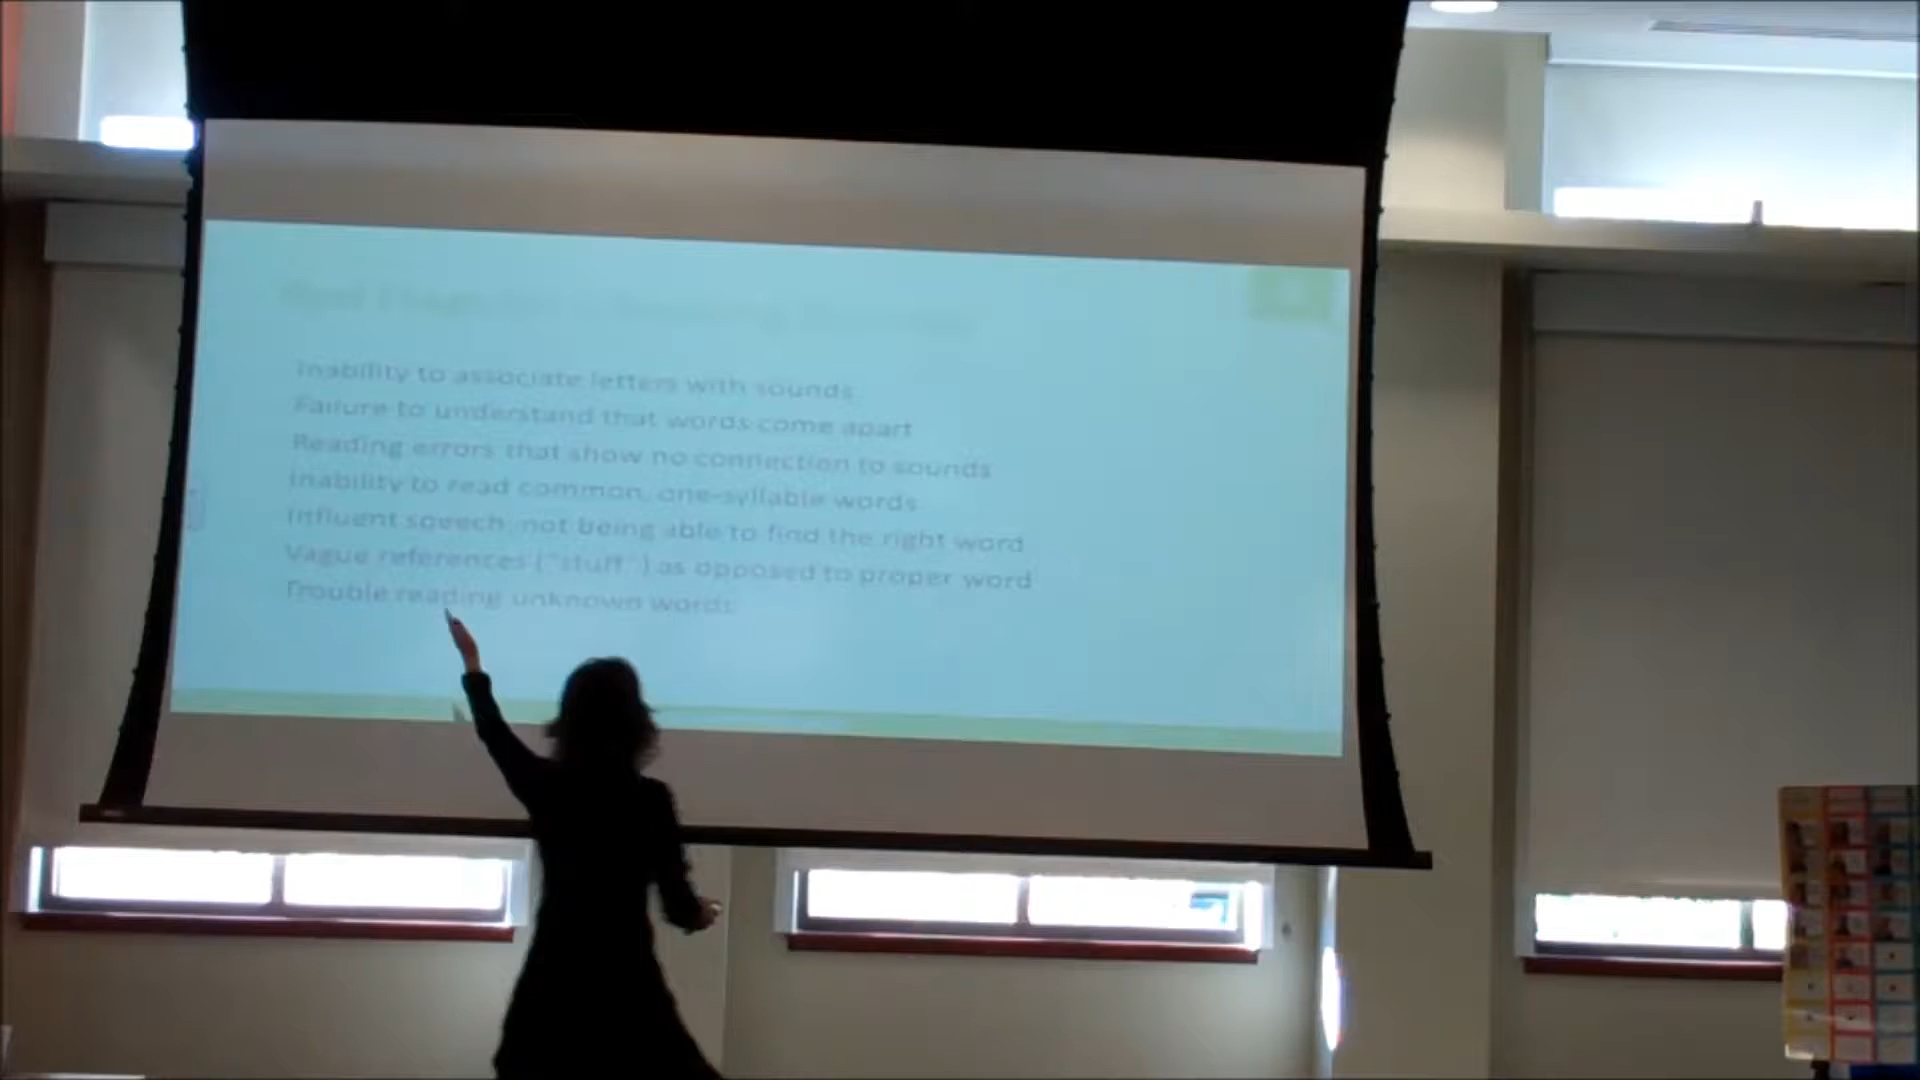 Inability to associate letters with sounds
Failure to understand that words come apart
Reading errors that show no connection to sounds
Inability to read common, one-syllable words
Influent speech, not being able to find the right word
Vague references ("stuff") as opposed to proper word
Trouble reading unknown words